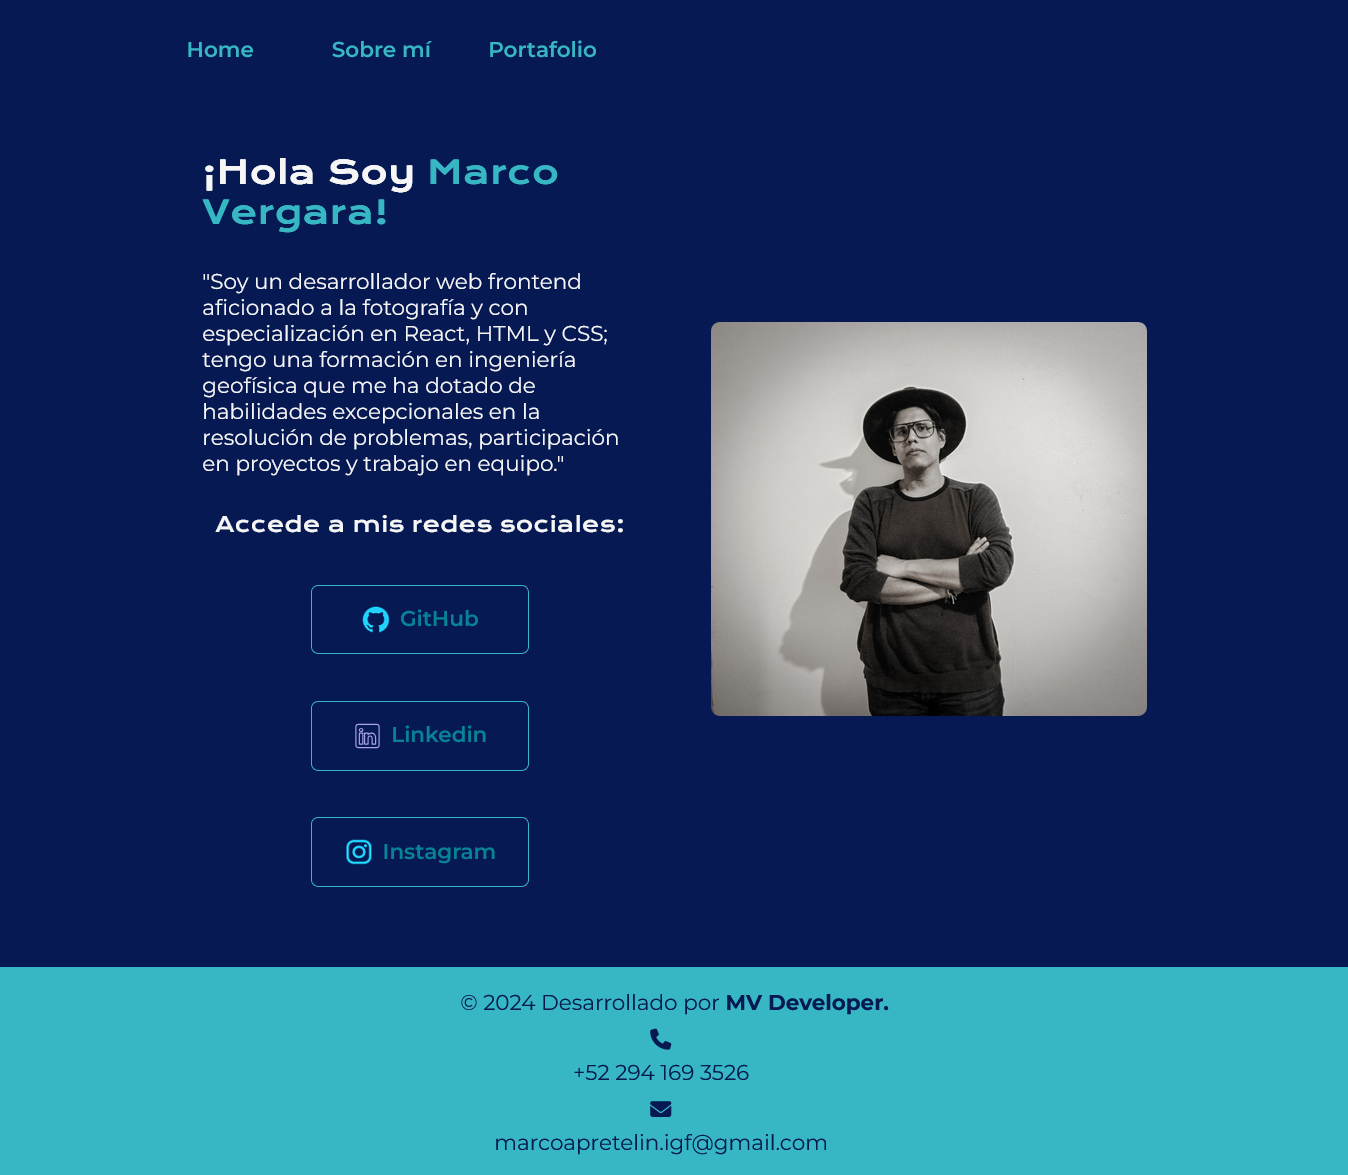 Home Sobre mí Portafolio
¡Hola Soy Marco
Vergara!
"Soy un desarrollador web frontend
aficionado a la fotografía y con
especialización en React, HTML y CSS;
tengo una formación en ingeniería
geofísica que me ha dotado de
habilidades excepcionales en la
resolución de problemas, participación
en proyectos y trabajo en equipo."
Accede a mis redes sociales:
GitHub
Linkedin
Instagram
© 2024 Desarrollado por MV Developer.
+52 294 169 3526
marcoapretelin.igf@gmail.com